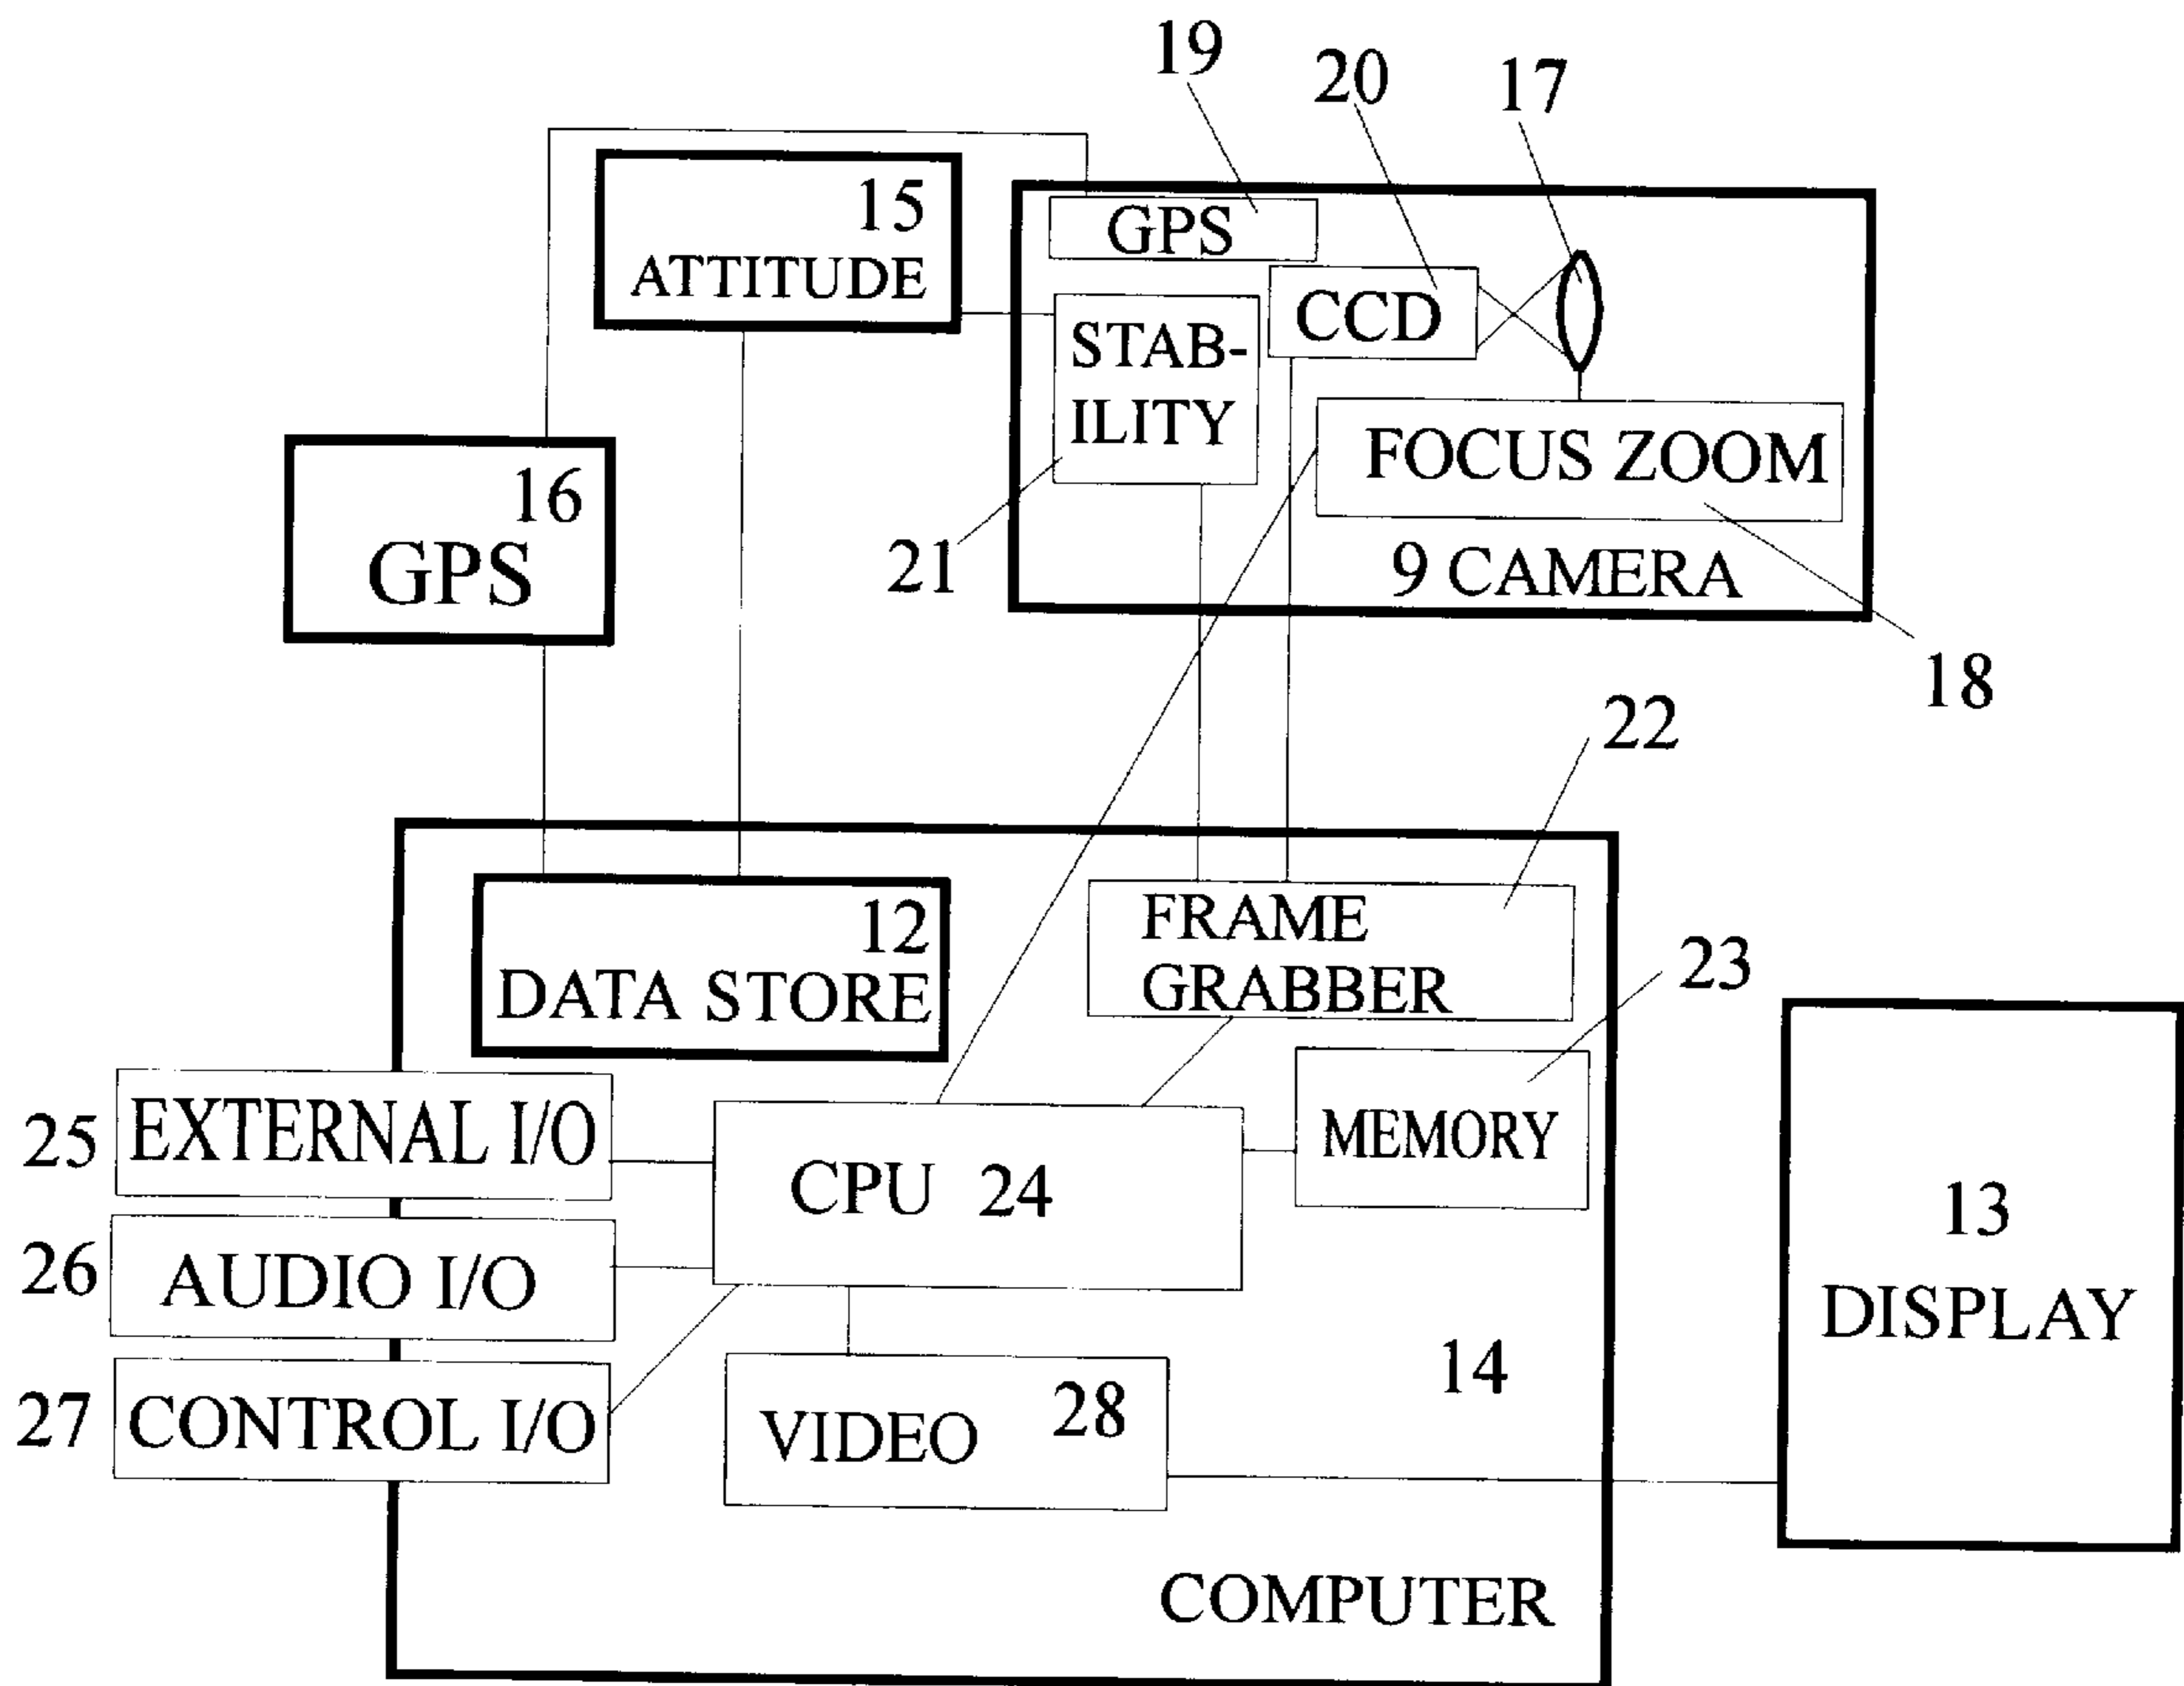 19
20
17
15
ATTITUDE
GPS
CCD
STAB-
ILITY
FOCUS ZOOM
9 CAMERA
16
GPS
21
18
22
12
DATA STORE
FRAME
GRABBER
23
25 EXTERNAL I/O
CPU 24
MEMORY
13
DISPLAY
26 AUDIO I/O
14
27 CONTROL I/O
VIDEO 28
COMPUTER